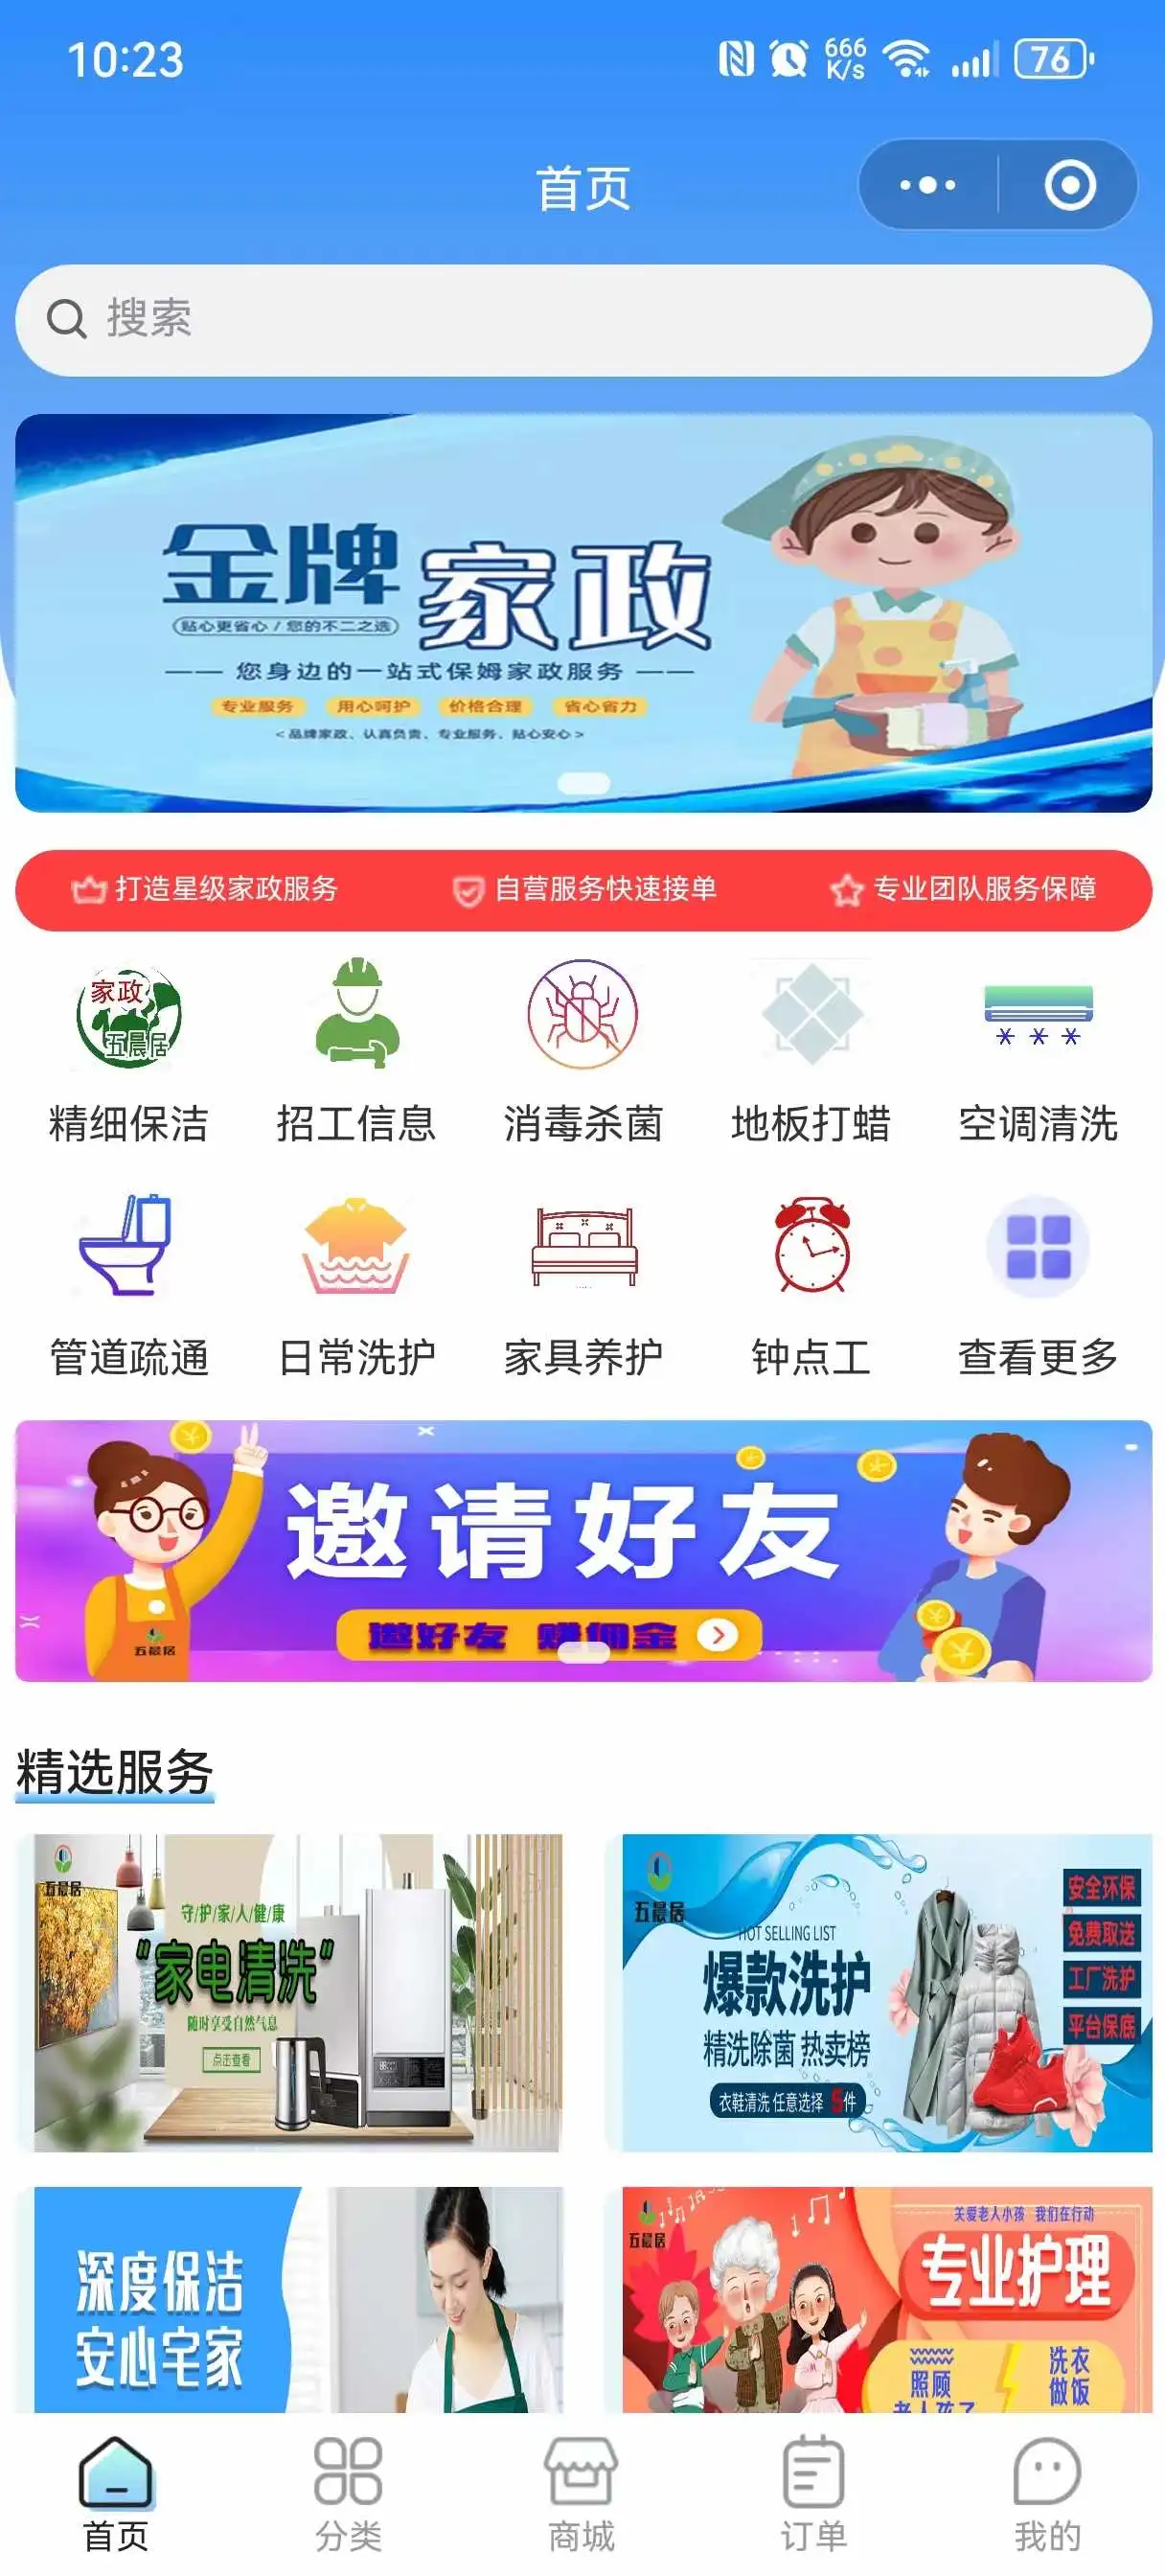 10:23
666
K/s
76
首页
搜索
金牌 家政
贴心更省心 / 您的不二之选
—— 您身边的一站式保姆家政服务 ——
专业服务 用心呵护 价格合理 省心省力
< 品牌家政、认真负责、专业服务、贴心安心 >
打造星级家政服务 自营服务快速接单 专业团队服务保障
家政
五晨居
精细保洁 招工信息 消毒杀菌 地板打蜡 空调清洗
管道疏通 日常洗护 家具养护 钟点工 查看更多
邀请好友
邀好友 赚佣金
五晨居
精选服务
五晨居
守/护/家/人/健/康
“家电清洗”
随时享受自然气息
点击查看
五晨居
HOT SELLING LIST
爆款洗护
精洗除菌 热卖榜
衣鞋清洗 任意选择 5件
安全环保
免费取送
工厂洗护
平台保底
深度保洁
安心宅家
五晨居
关爱老人小孩 我们在行动
专业护理
照顾
老人孩子
洗衣
做饭
首页 分类 商城 订单 我的